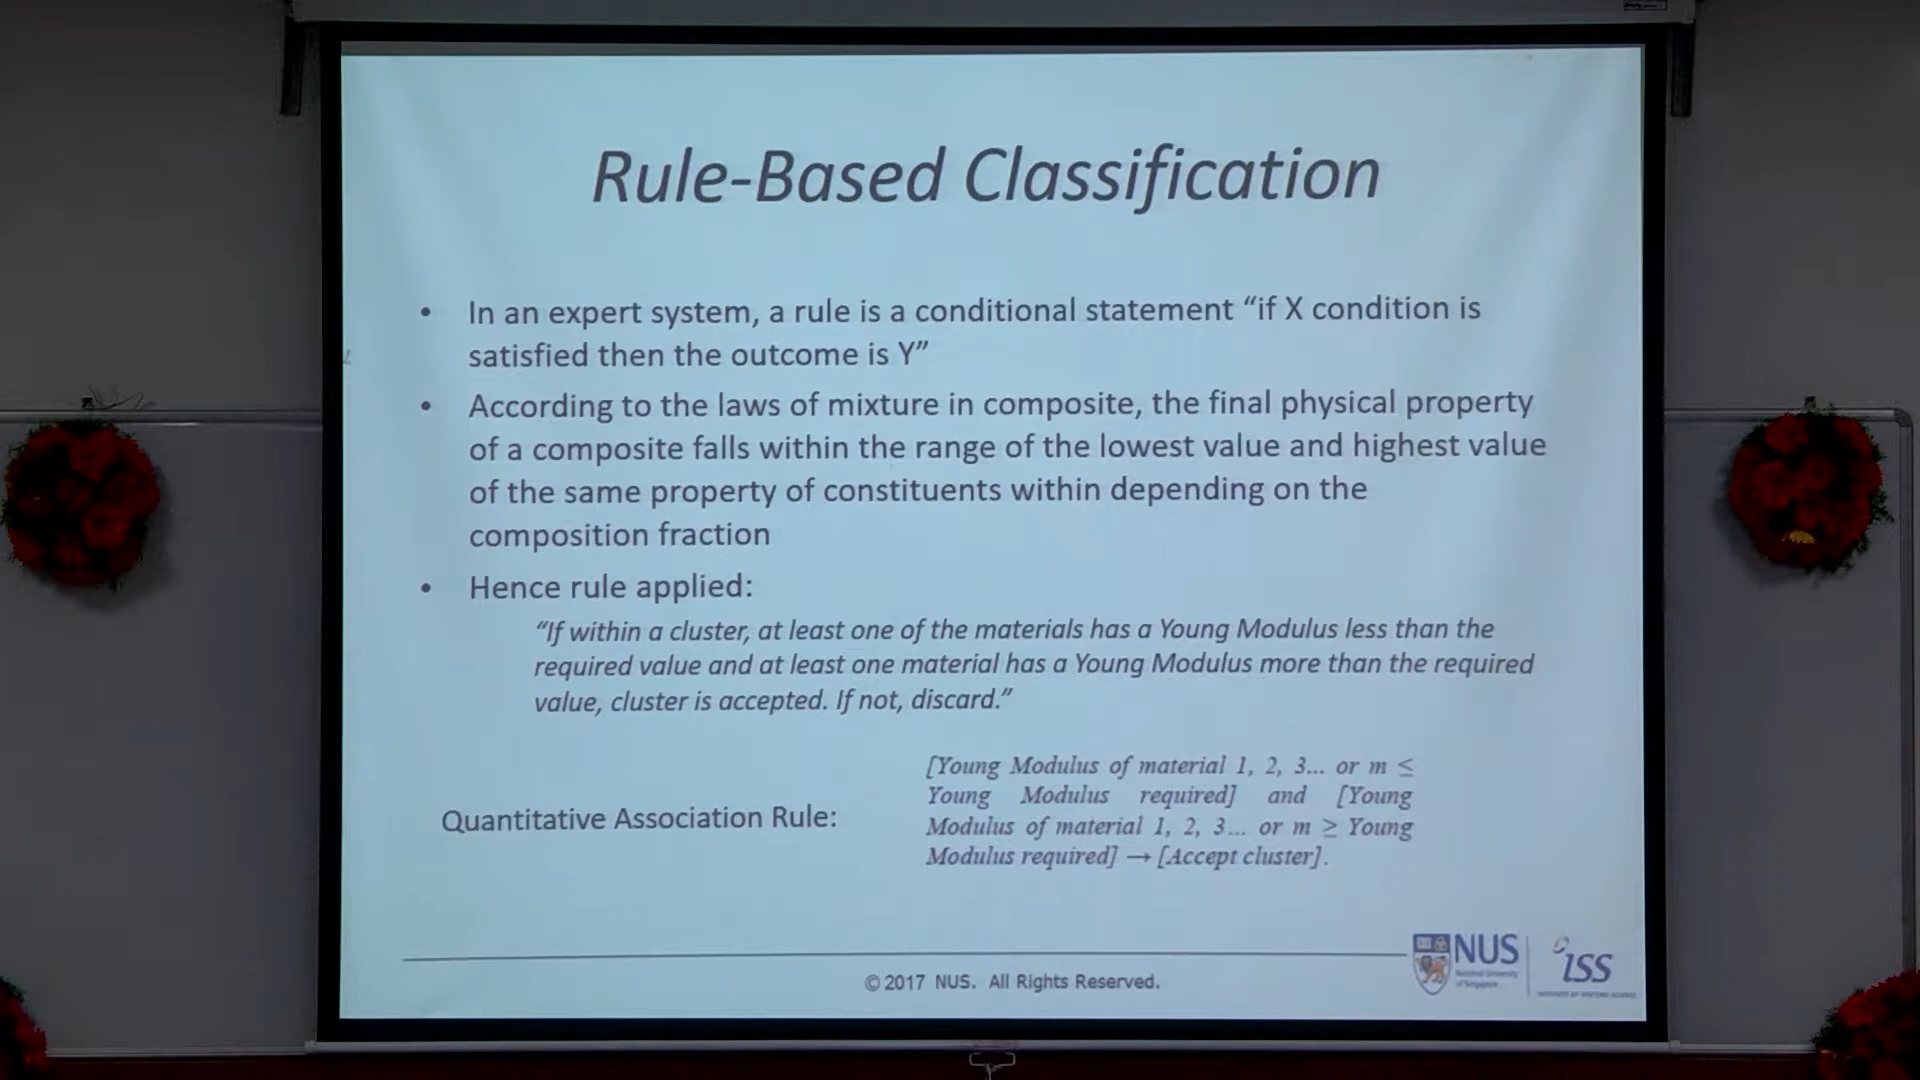 Rule-Based Classification
• In an expert system, a rule is a conditional statement “if X condition is
satisfied then the outcome is Y”
• According to the laws of mixture in composite, the final physical property
of a composite falls within the range of the lowest value and highest value
of the same property of constituents within depending on the
composition fraction
• Hence rule applied:
“If within a cluster, at least one of the materials has a Young Modulus less than the
required value and at least one material has a Young Modulus more than the required
value, cluster is accepted. If not, discard.”
Quantitative Association Rule:
[Young Modulus of material 1, 2, 3... or m ≤
Young Modulus required] and [Young
Modulus of material 1, 2, 3... or m ≥ Young
Modulus required] → [Accept cluster].
© 2017 NUS. All Rights Reserved.
NUS
National University
of Singapore
ISS